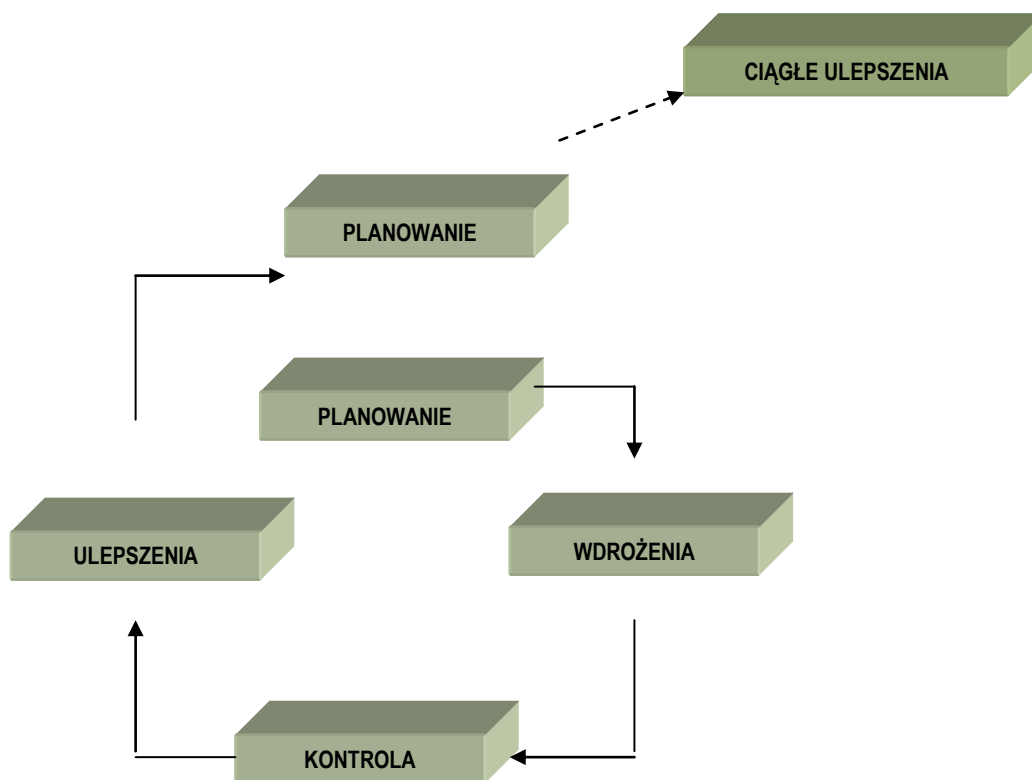 CIĄGŁE ULEPSZENIA
PLANOWANIE
PLANOWANIE
ULEPSZENIA
WDROŻENIA
KONTROLA